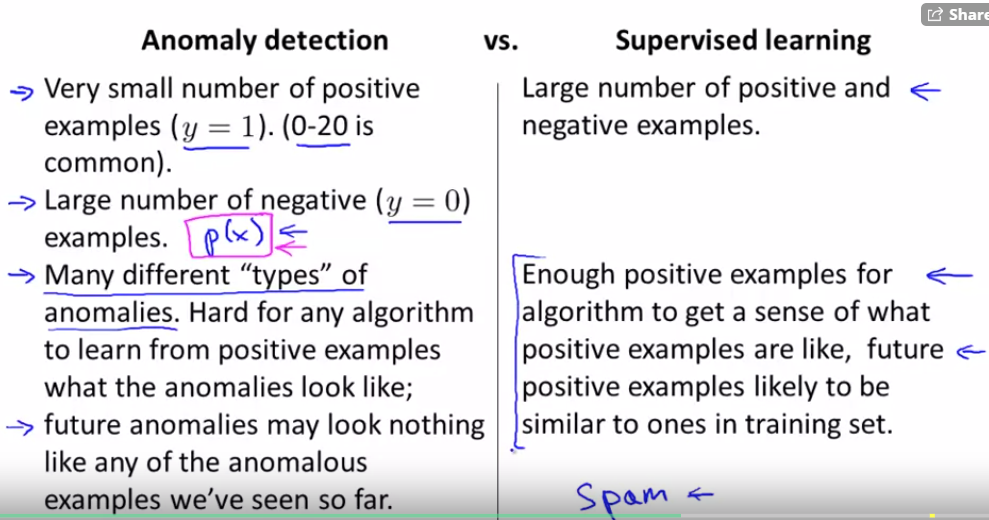 Share
Anomaly detection vs. Supervised learning
Very small number of positive
examples (y = 1). (0-20 is
common).
Large number of negative (y = 0)
examples. p(x)
Many different “types” of
anomalies. Hard for any algorithm
to learn from positive examples
what the anomalies look like;
future anomalies may look nothing
like any of the anomalous
examples we’ve seen so far.
Large number of positive and
negative examples.
Enough positive examples for
algorithm to get a sense of what
positive examples are like, future
positive examples likely to be
similar to ones in training set.
Spam